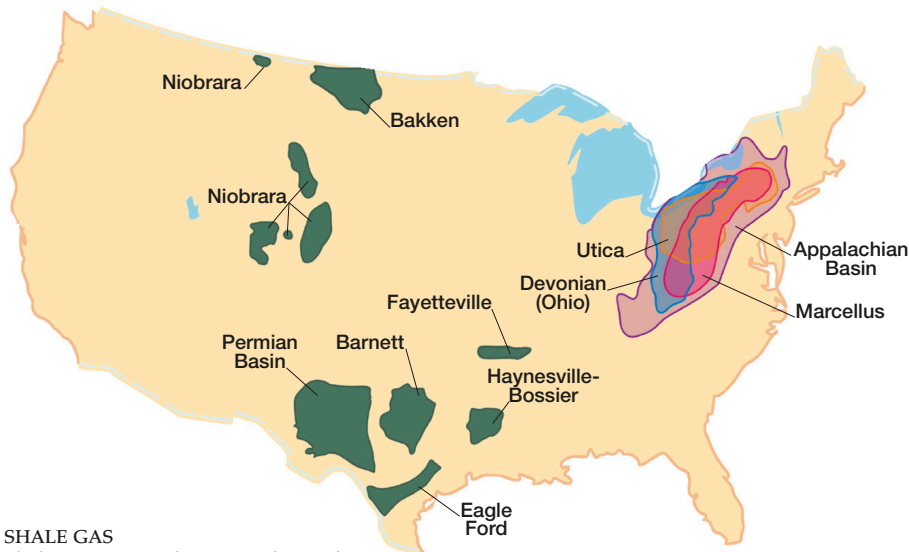 Niobrara
Bakken
Niobrara
Utica
Devonian
(Ohio)
Appalachian
Basin
Marcellus
Fayetteville
Permian
Basin
Barnett
Haynesville-
Bossier
Eagle
Ford
SHALE GAS